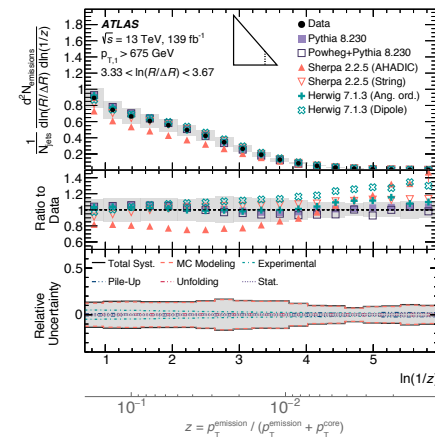 ATLAS
√s = 13 TeV, 139 fb⁻¹
p_T,1 > 675 GeV
3.33 < ln(R/ΔR) < 3.67
Data
Pythia 8.230
Powheg+Pythia 8.230
Sherpa 2.2.5 (AHADIC)
Sherpa 2.2.5 (String)
Herwig 7.1.3 (Ang. ord.)
Herwig 7.1.3 (Dipole)
1/N_jets d²N_emissions / dln(R/ΔR) dln(1/z)
1.8
1.6
1.4
1.2
1.0
0.8
0.6
0.4
0.2
Ratio to Data
1.4
1.2
1
0.8
0.6
Total Syst. MC Modeling Experimental
Pile-Up Unfolding Stat.
Relative
Uncertainty
0.5
0
1 2 3 4 5
ln(1/z)
10⁻¹ 10⁻²
z = p_T^emission / (p_T^emission + p_T^core)